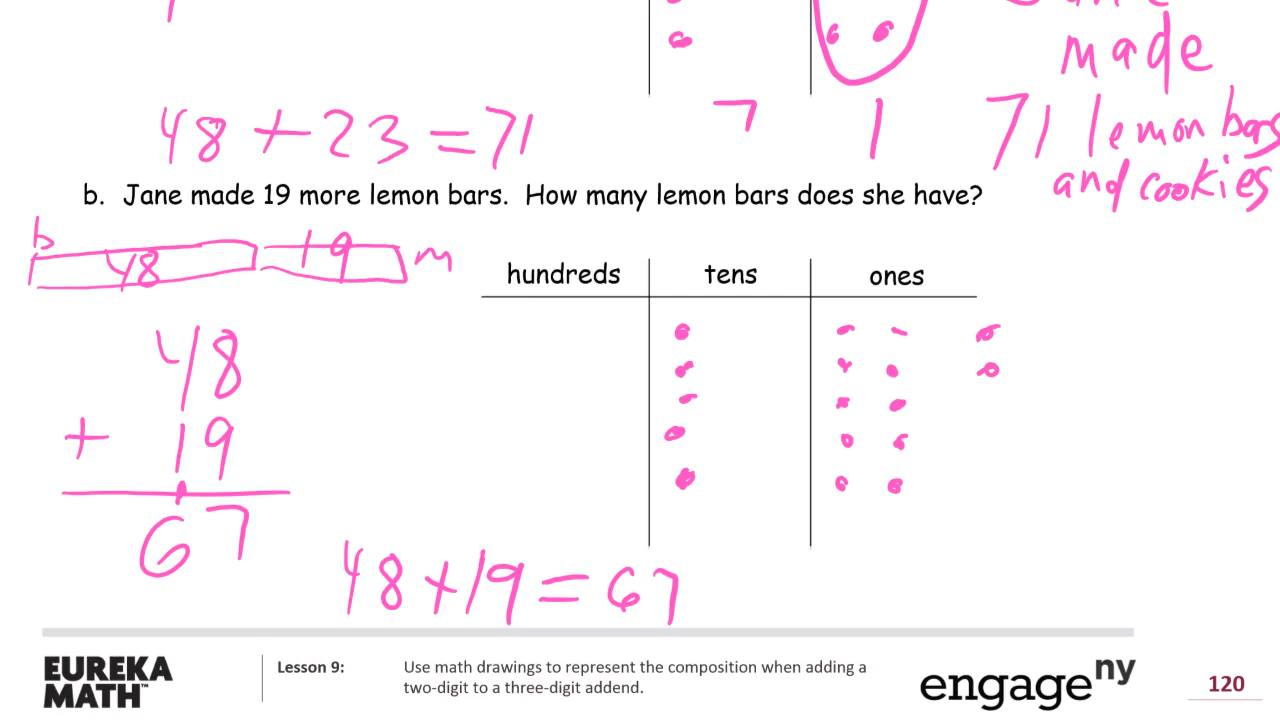 made
48 + 23 = 71
7 1
71 lemon bars
and cookies
b. Jane made 19 more lemon bars. How many lemon bars does she have?
b 48 19 m
hundreds tens ones
48
+ 19
67
48 + 19 = 67
EUREKA
MATH™
Lesson 9:
Use math drawings to represent the composition when adding a
two-digit to a three-digit addend.
engage ny
120